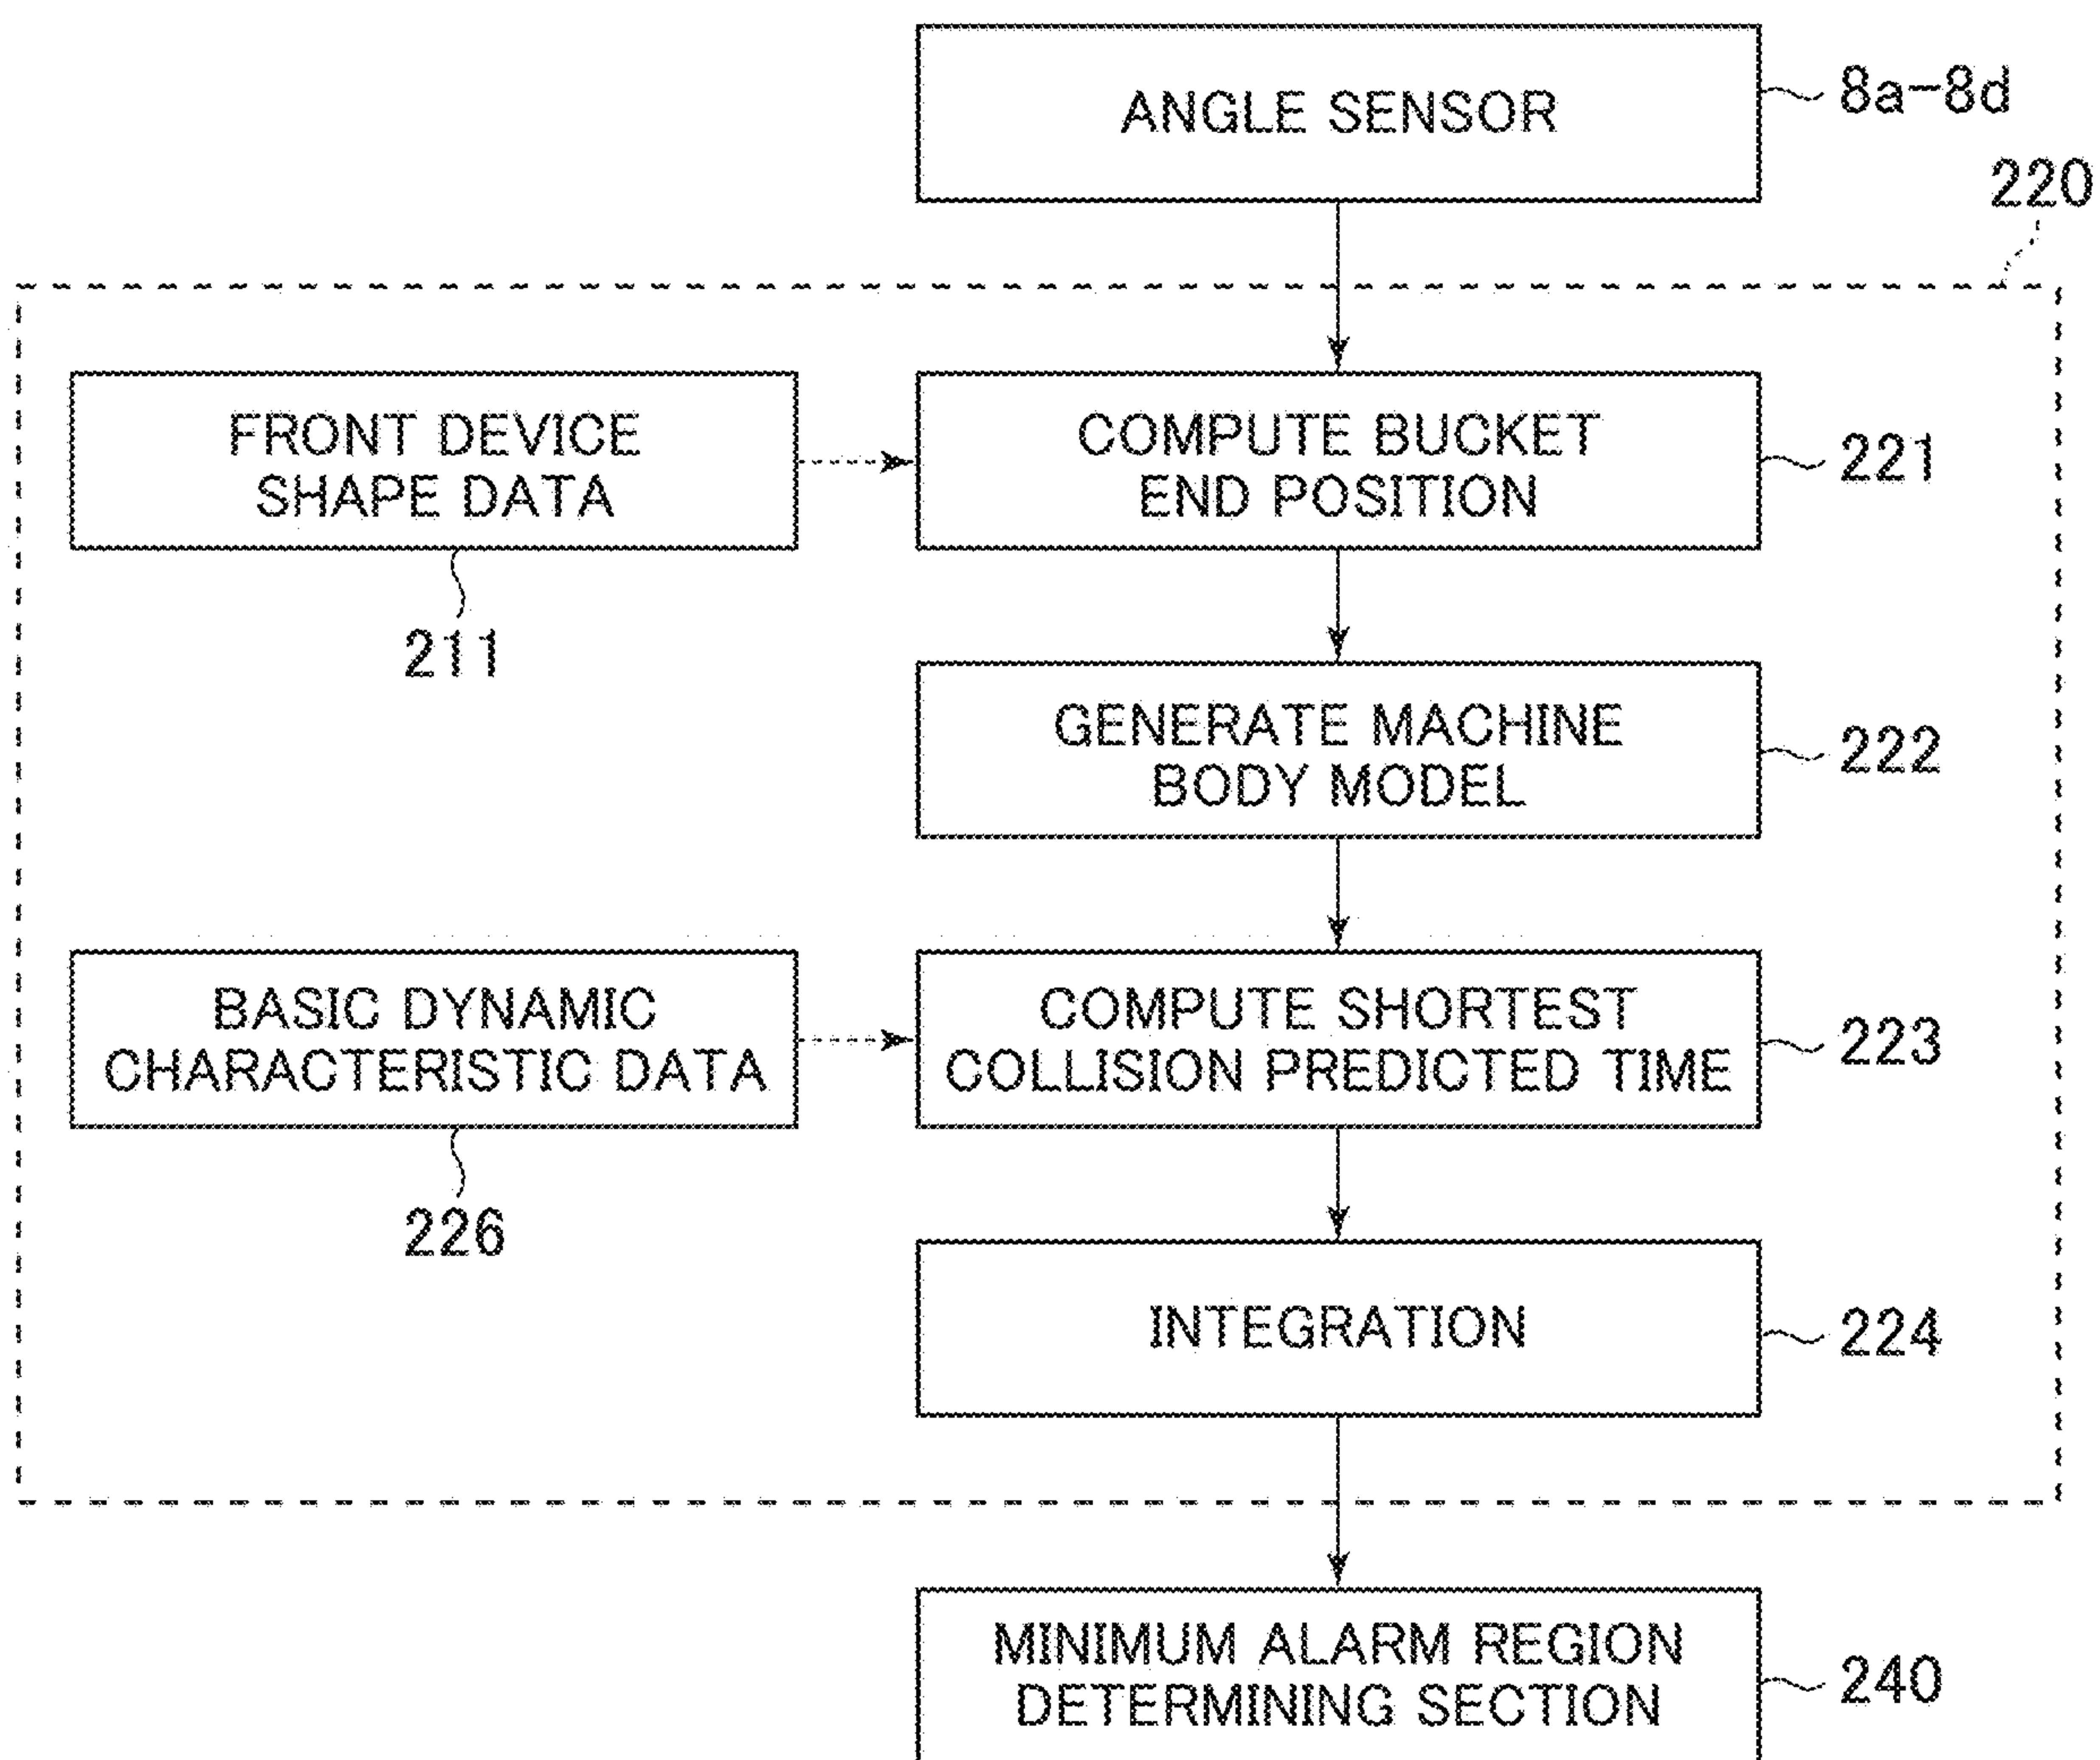 ANGLE SENSOR
8a-8d
220
FRONT DEVICE
SHAPE DATA
211
COMPUTE BUCKET
END POSITION
221
GENERATE MACHINE
BODY MODEL
222
BASIC DYNAMIC
CHARACTERISTIC DATA
226
COMPUTE SHORTEST
COLLISION PREDICTED TIME
223
INTEGRATION
224
MINIMUM ALARM REGION
DETERMINING SECTION
240